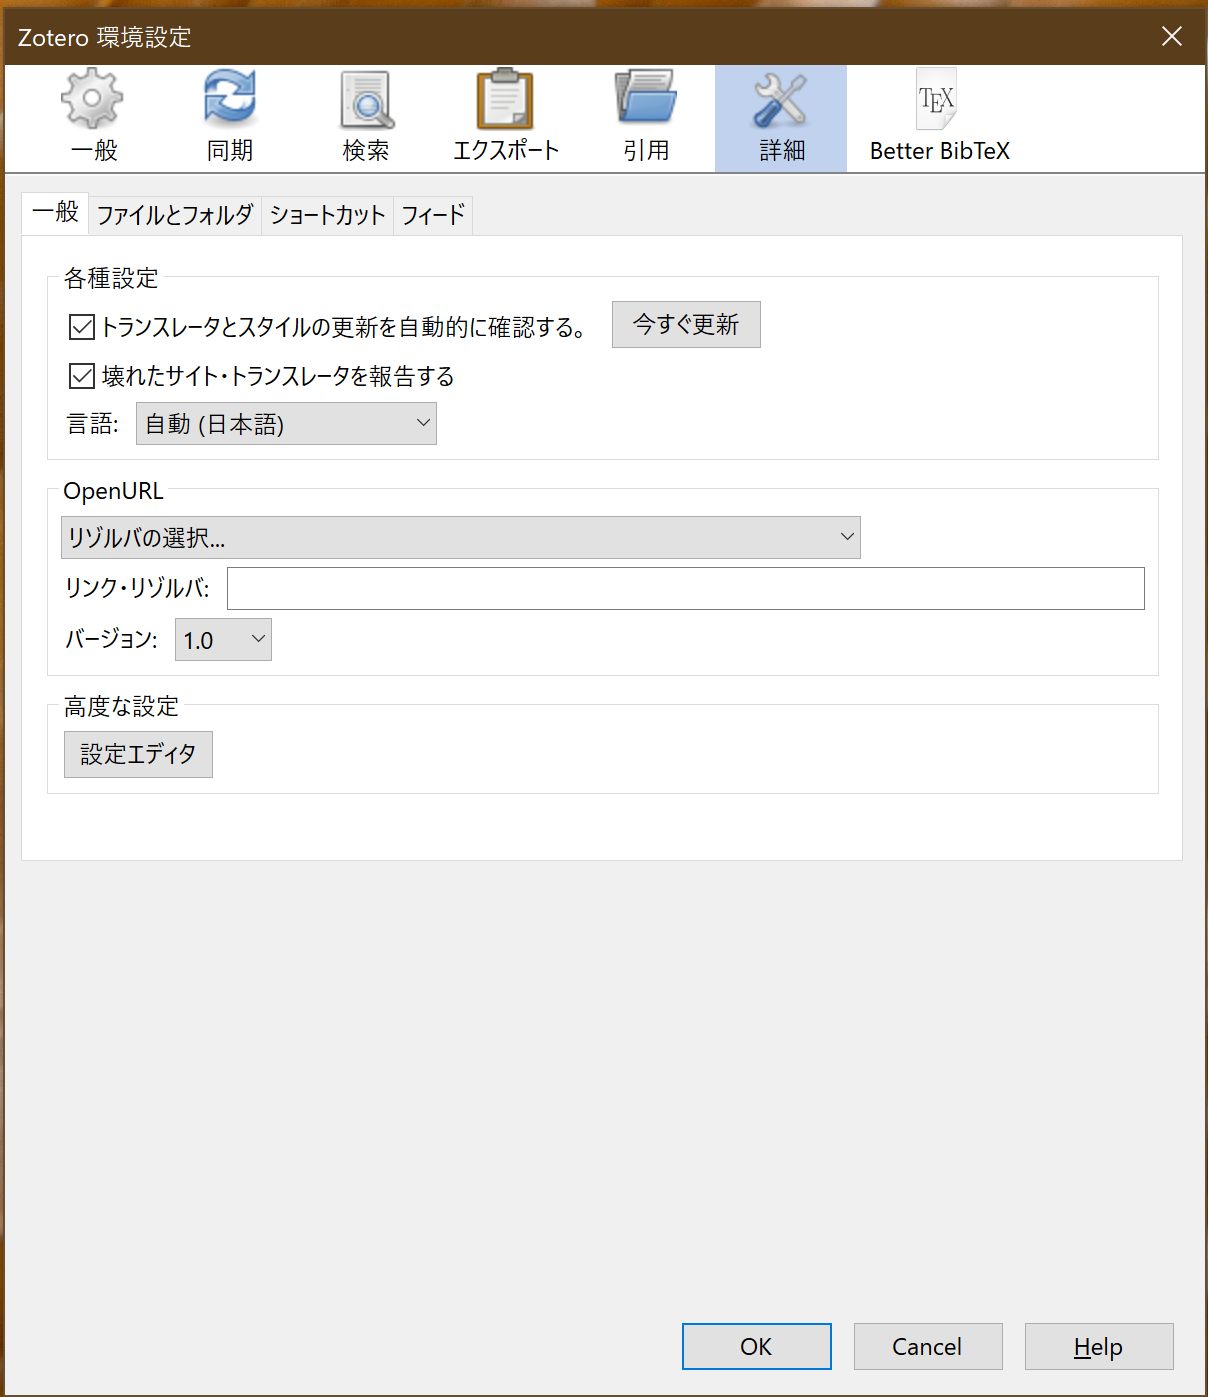 Zotero 環境設定
一般
同期
検索
エクスポート
引用
詳細
TEX
Better BibTeX
一般
ファイルとフォルダ
ショートカット
フィード
各種設定
トランスレータとスタイルの更新を自動的に確認する。
今すぐ更新
壊れたサイト・トランスレータを報告する
言語:
自動 (日本語)
OpenURL
リゾルバの選択...
リンク・リゾルバ:
バージョン:
1.0
高度な設定
設定エディタ
OK
Cancel
Help